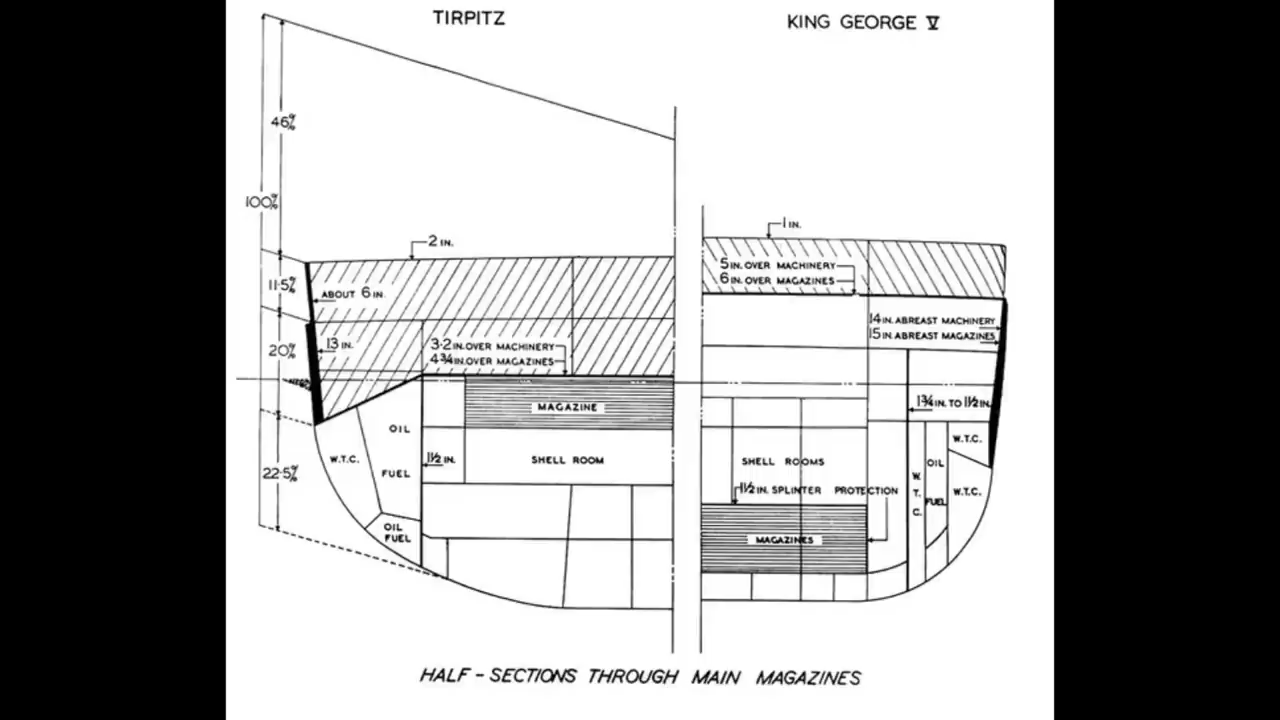 TIRPITZ
KING GEORGE V
46%
100%
11·5%
20%
22·5%
2 IN.
ABOUT 6 IN.
13 IN.
3·2 IN. OVER MACHINERY
4¾ IN. OVER MAGAZINES
MAGAZINE
OIL
FUEL
W.T.C.
1½ IN.
SHELL ROOM
OIL
FUEL
1 IN.
5 IN. OVER MACHINERY
6 IN. OVER MAGAZINES
14 IN. ABREAST MACHINERY
15 IN. ABREAST MAGAZINES
1¾ IN. TO 1½ IN.
W.T.C.
SHELL ROOMS
OIL
FUEL
W.
T.
C.
W.T.C.
1½ IN. SPLINTER PROTECTION
MAGAZINES
HALF - SECTIONS THROUGH MAIN MAGAZINES